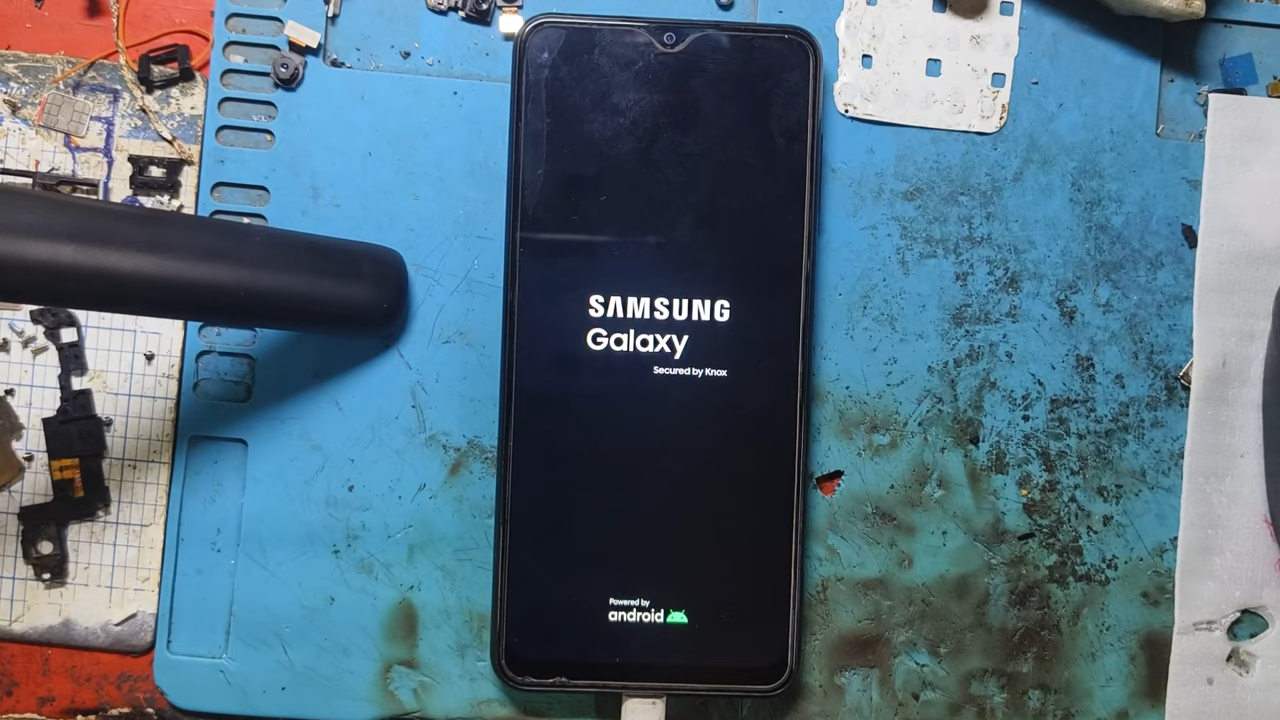 SAMSUNG
Galaxy
Secured by Knox
Powered by
android